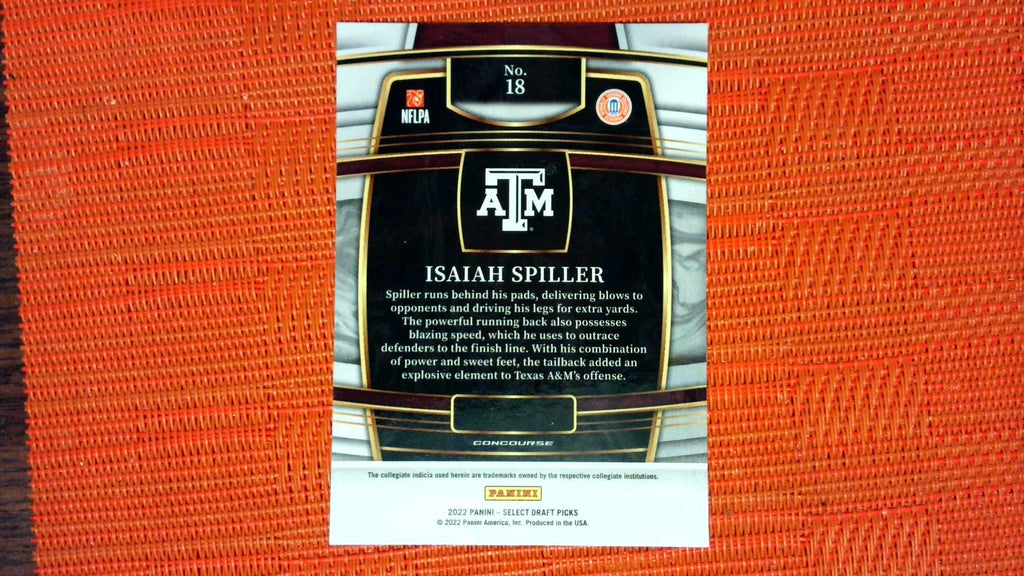 No.
18
NFLPA
ATM
ISAIAH SPILLER
Spiller runs behind his pads, delivering blows to
opponents and driving his legs for extra yards.
The powerful running back also possesses
blazing speed, which he uses to outrace
defenders to the finish line. With his combination
of power and sweet feet, the tailback added an
explosive element to Texas A&M's offense.
CONCOURSE
The collegiate indicia used herein are trademarks owned by the respective collegiate institutions.
PANINI
2022 PANINI – SELECT DRAFT PICKS
© 2022 Panini America, Inc. Produced in the USA.